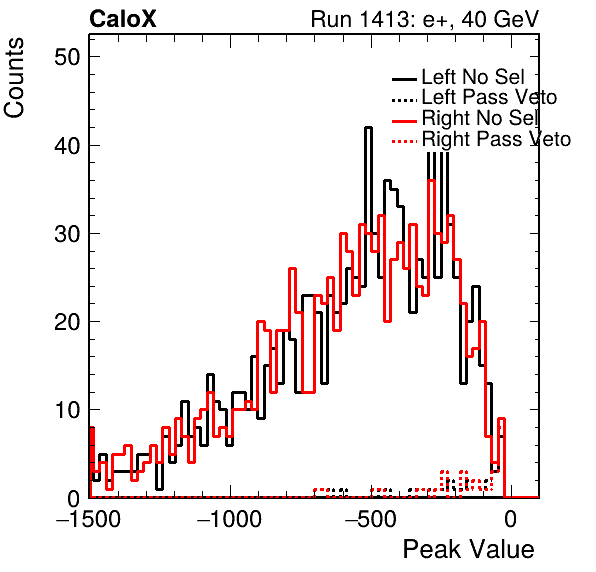 CaloX Run 1413: e+, 40 GeV
Counts
50
40
30
20
10
0
Left No Sel
Left Pass Veto
Right No Sel
Right Pass Veto
−1500 −1000 −500 0
Peak Value